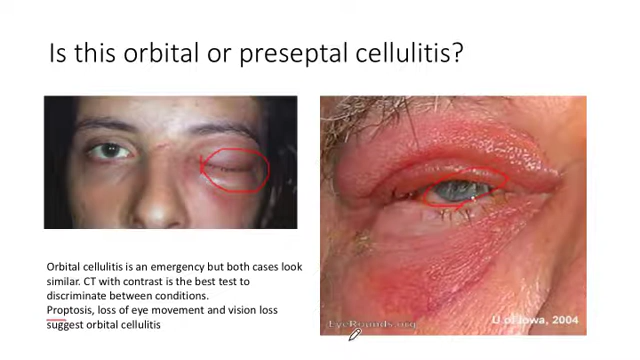 Is this orbital or preseptal cellulitis?
Orbital cellulitis is an emergency but both cases look
similar. CT with contrast is the best test to
discriminate between conditions.
Proptosis, loss of eye movement and vision loss
suggest orbital cellulitis
EyeRounds.org
U of Iowa, 2004